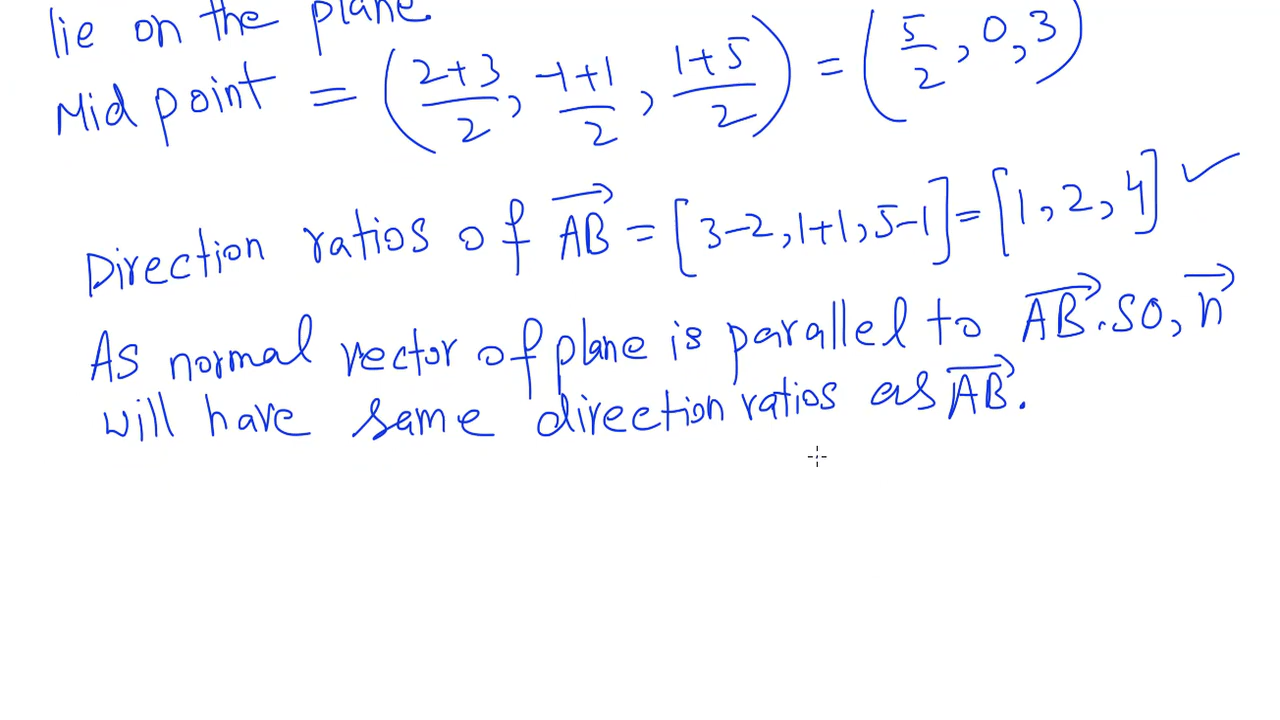 lie on the plane
Mid point = (2+3/2, -1+1/2, 1+5/2) = (5/2, 0, 3)
Direction ratios of AB→ = [3-2, 1+1, 5-1] = [1, 2, 4] ✓
As normal vector of plane is parallel to AB→. SO, n→
will have same direction ratios as AB→.